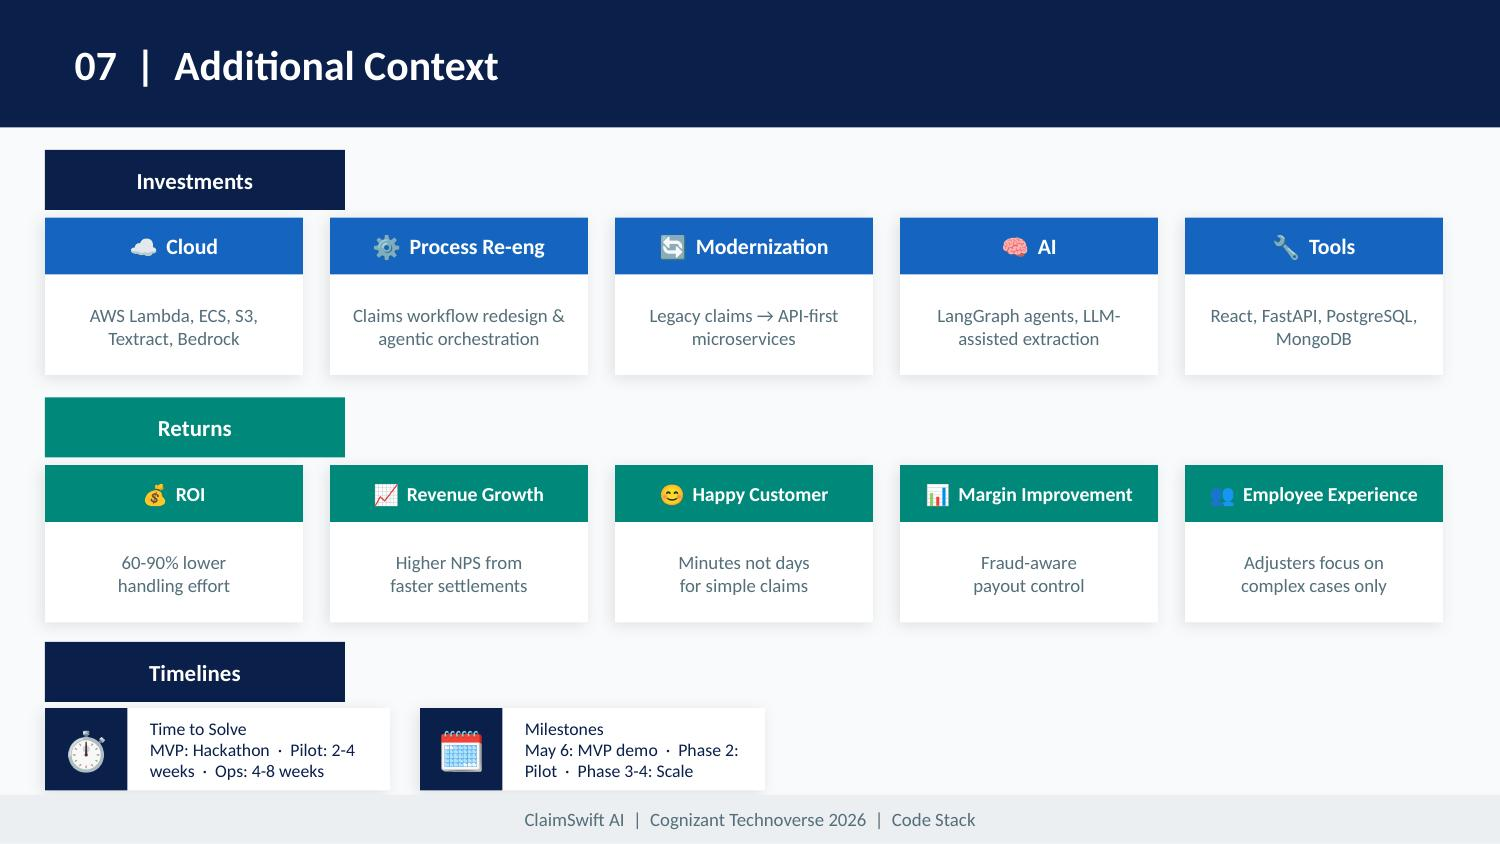 07 | Additional Context
Investments
☁️ Cloud
AWS Lambda, ECS, S3,
Textract, Bedrock
⚙️ Process Re-eng
Claims workflow redesign &
agentic orchestration
🔄 Modernization
Legacy claims → API-first
microservices
🧠 AI
LangGraph agents, LLM-
assisted extraction
🔧 Tools
React, FastAPI, PostgreSQL,
MongoDB
Returns
💰 ROI
60-90% lower
handling effort
📈 Revenue Growth
Higher NPS from
faster settlements
😊 Happy Customer
Minutes not days
for simple claims
📊 Margin Improvement
Fraud-aware
payout control
👥 Employee Experience
Adjusters focus on
complex cases only
Timelines
Time to Solve
MVP: Hackathon · Pilot: 2-4
weeks · Ops: 4-8 weeks
Milestones
May 6: MVP demo · Phase 2:
Pilot · Phase 3-4: Scale
ClaimSwift AI | Cognizant Technoverse 2026 | Code Stack